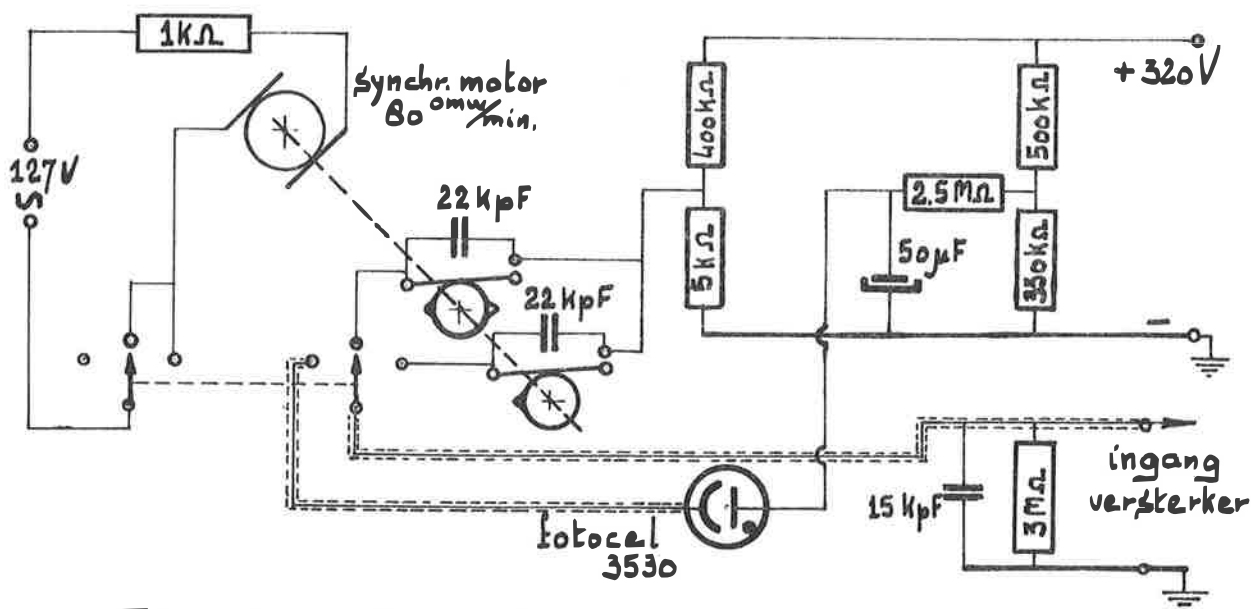 1KΩ
synchr. motor
80 omw/min.
127V
22 KpF
22 KpF
400KΩ
5KΩ
+320V
500KΩ
2.5MΩ
350KΩ
50µF
fotocel
3530
15 KpF
3MΩ
ingang
versterker